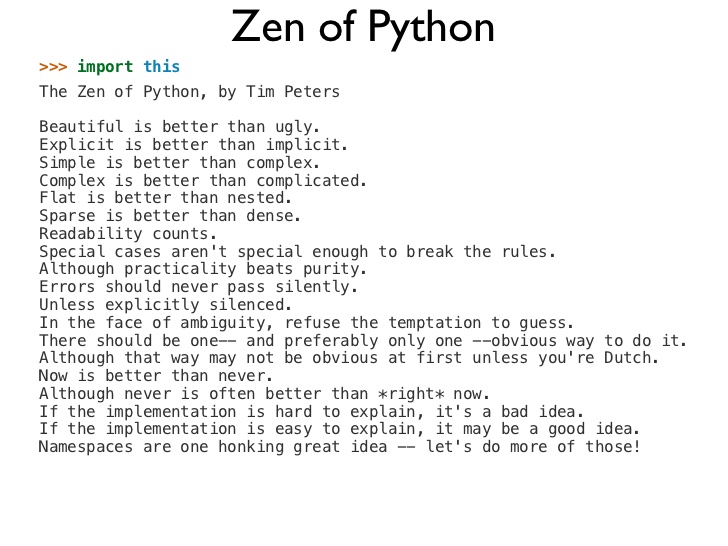 Zen of Python
>>> import this
The Zen of Python, by Tim Peters
Beautiful is better than ugly.
Explicit is better than implicit.
Simple is better than complex.
Complex is better than complicated.
Flat is better than nested.
Sparse is better than dense.
Readability counts.
Special cases aren't special enough to break the rules.
Although practicality beats purity.
Errors should never pass silently.
Unless explicitly silenced.
In the face of ambiguity, refuse the temptation to guess.
There should be one-- and preferably only one --obvious way to do it.
Although that way may not be obvious at first unless you're Dutch.
Now is better than never.
Although never is often better than *right* now.
If the implementation is hard to explain, it's a bad idea.
If the implementation is easy to explain, it may be a good idea.
Namespaces are one honking great idea -- let's do more of those!